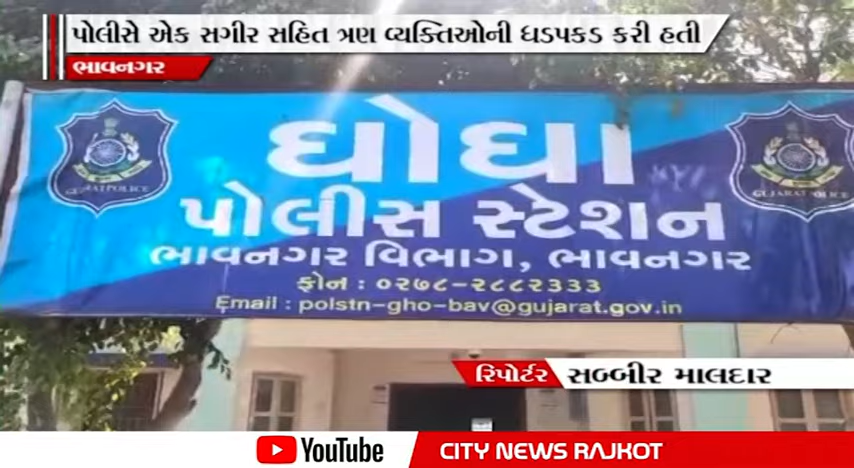 પોલીસે એક સગીર સહિત ત્રણ વ્યક્તિઓની ધડપકડ કરી હતી
ભાવનગર
GUJARAT POLICE
GUJARAT POLICE
ઘોઘા
પોલીસ સ્ટેશન
ભાવનગર વિભાગ, ભાવનગર
ફોન : ૦૨૭૮-૨૮૮૨૩૩૩
Email : polstn-gho-bav@gujarat.gov.in
રિપોર્ટર સબ્બીર માલદાર
YouTube CITY NEWS RAJKOT